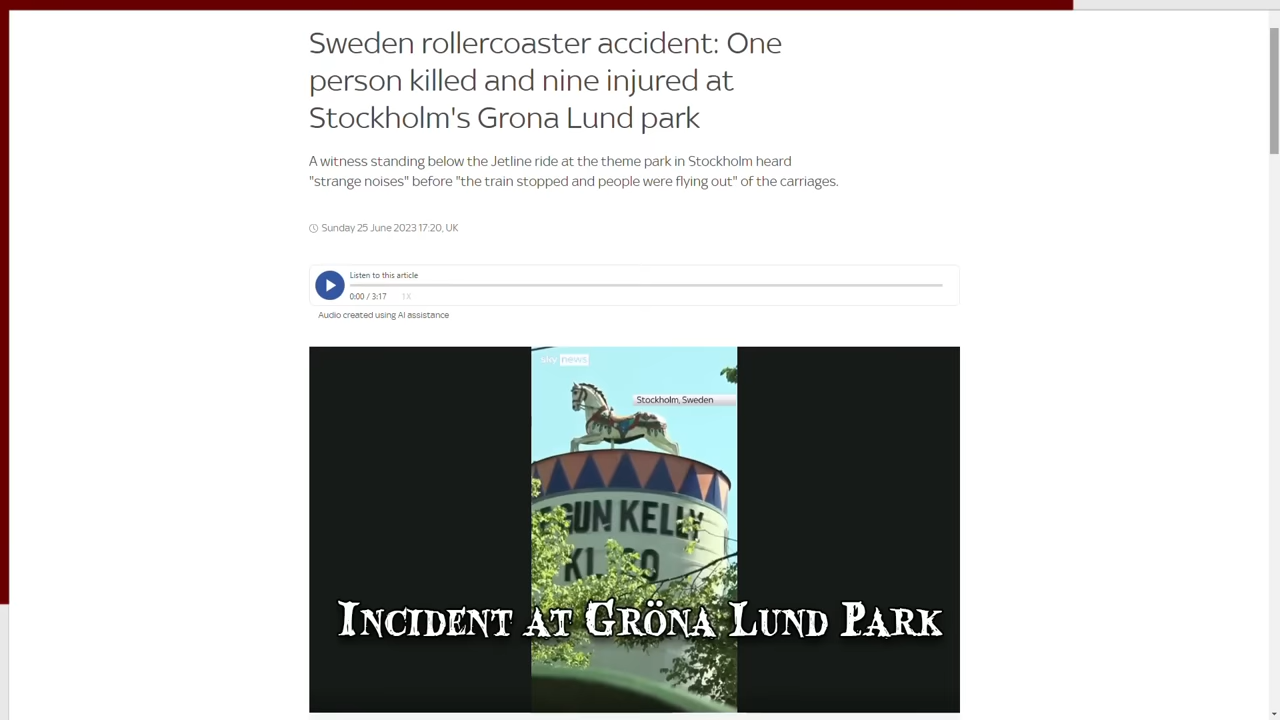 Sweden rollercoaster accident: One
person killed and nine injured at
Stockholm's Grona Lund park
A witness standing below the Jetline ride at the theme park in Stockholm heard
"strange noises" before "the train stopped and people were flying out" of the carriages.
Sunday 25 June 2023 17:20, UK
Listen to this article
0:00 / 3:17 1X
Audio created using AI assistance
sky news
Stockholm, Sweden
GUN KELLY
Incident at Gröna Lund Park